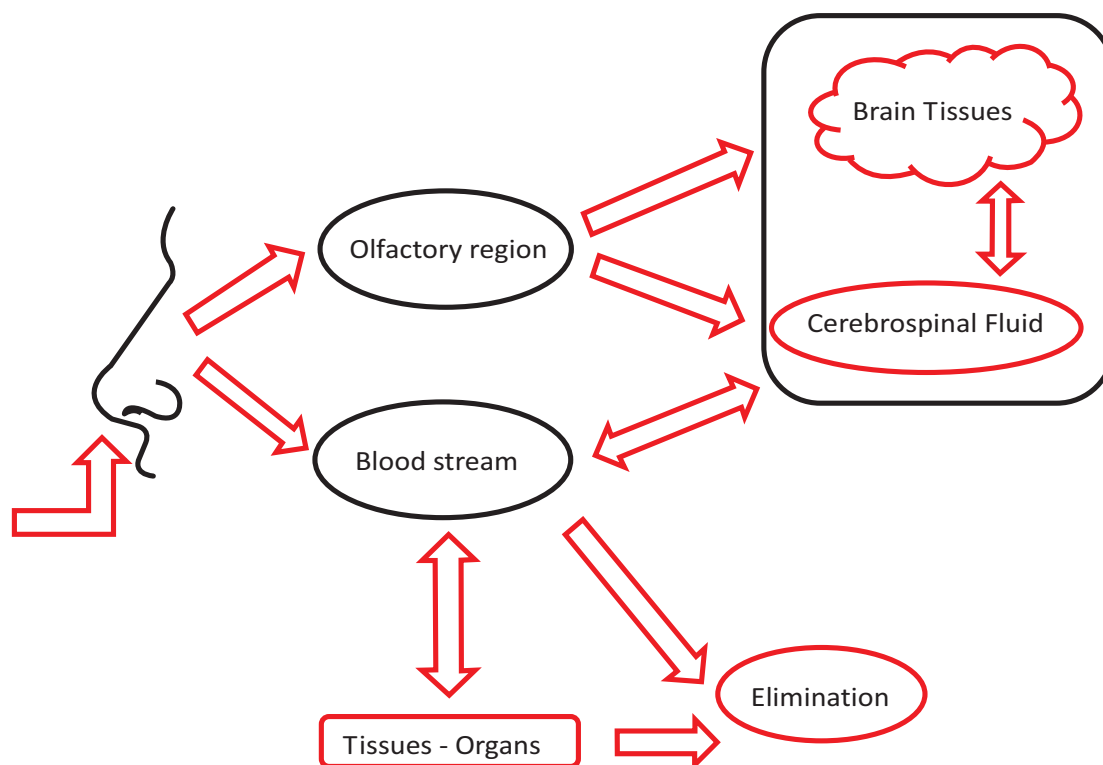 Brain Tissues
Olfactory region
Cerebrospinal Fluid
Blood stream
Elimination
Tissues - Organs